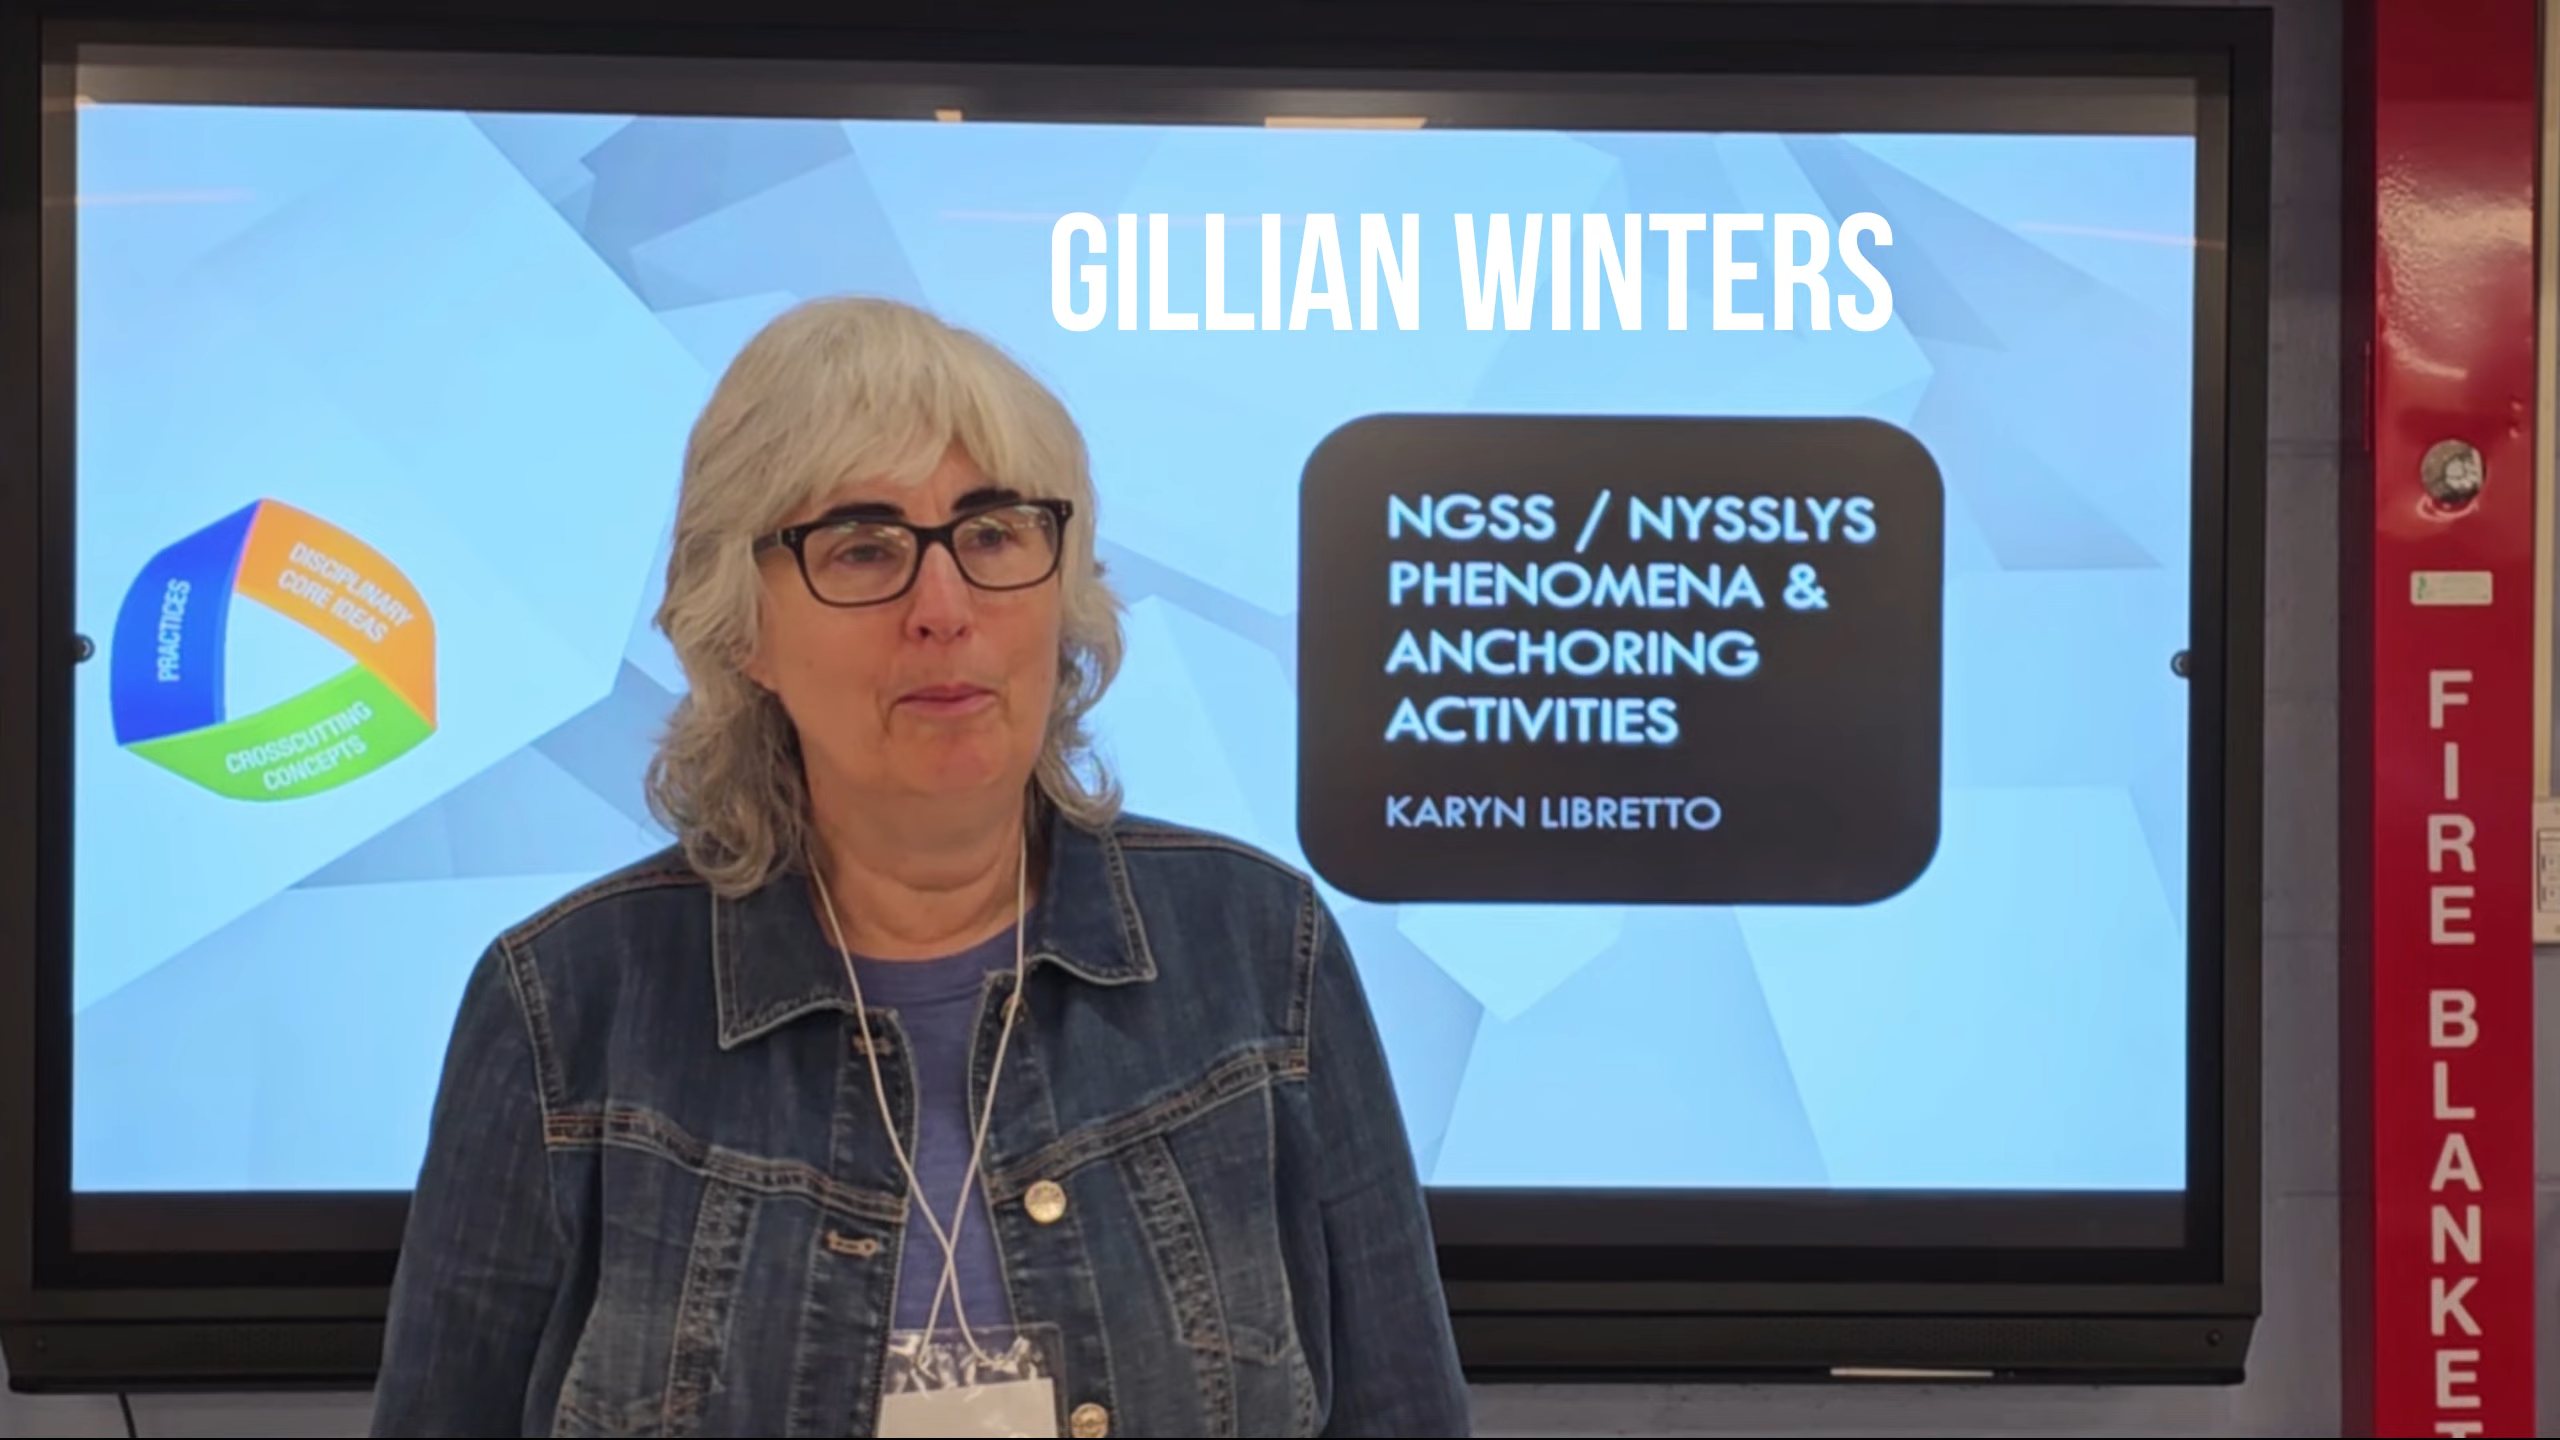 GILLIAN WINTERS
NGSS / NYSSLYS
PHENOMENA &
ANCHORING
ACTIVITIES
KARYN LIBRETTO
PRACTICES
DISCIPLINARY
CORE IDEAS
CROSSCUTTING
CONCEPTS
FIRE BLANKET